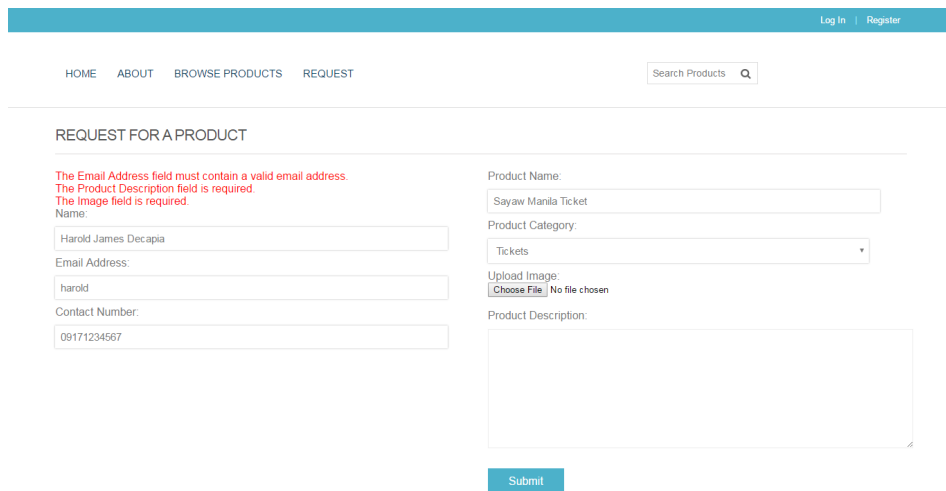 Log In | Register
HOME ABOUT BROWSE PRODUCTS REQUEST
Search Products
REQUEST FOR A PRODUCT
The Email Address field must contain a valid email address.
The Product Description field is required.
The Image field is required.
Name:
Harold James Decapia
Email Address:
harold
Contact Number:
09171234567
Product Name:
Sayaw Manila Ticket
Product Category:
Tickets
Upload Image:
Choose File No file chosen
Product Description:
Submit